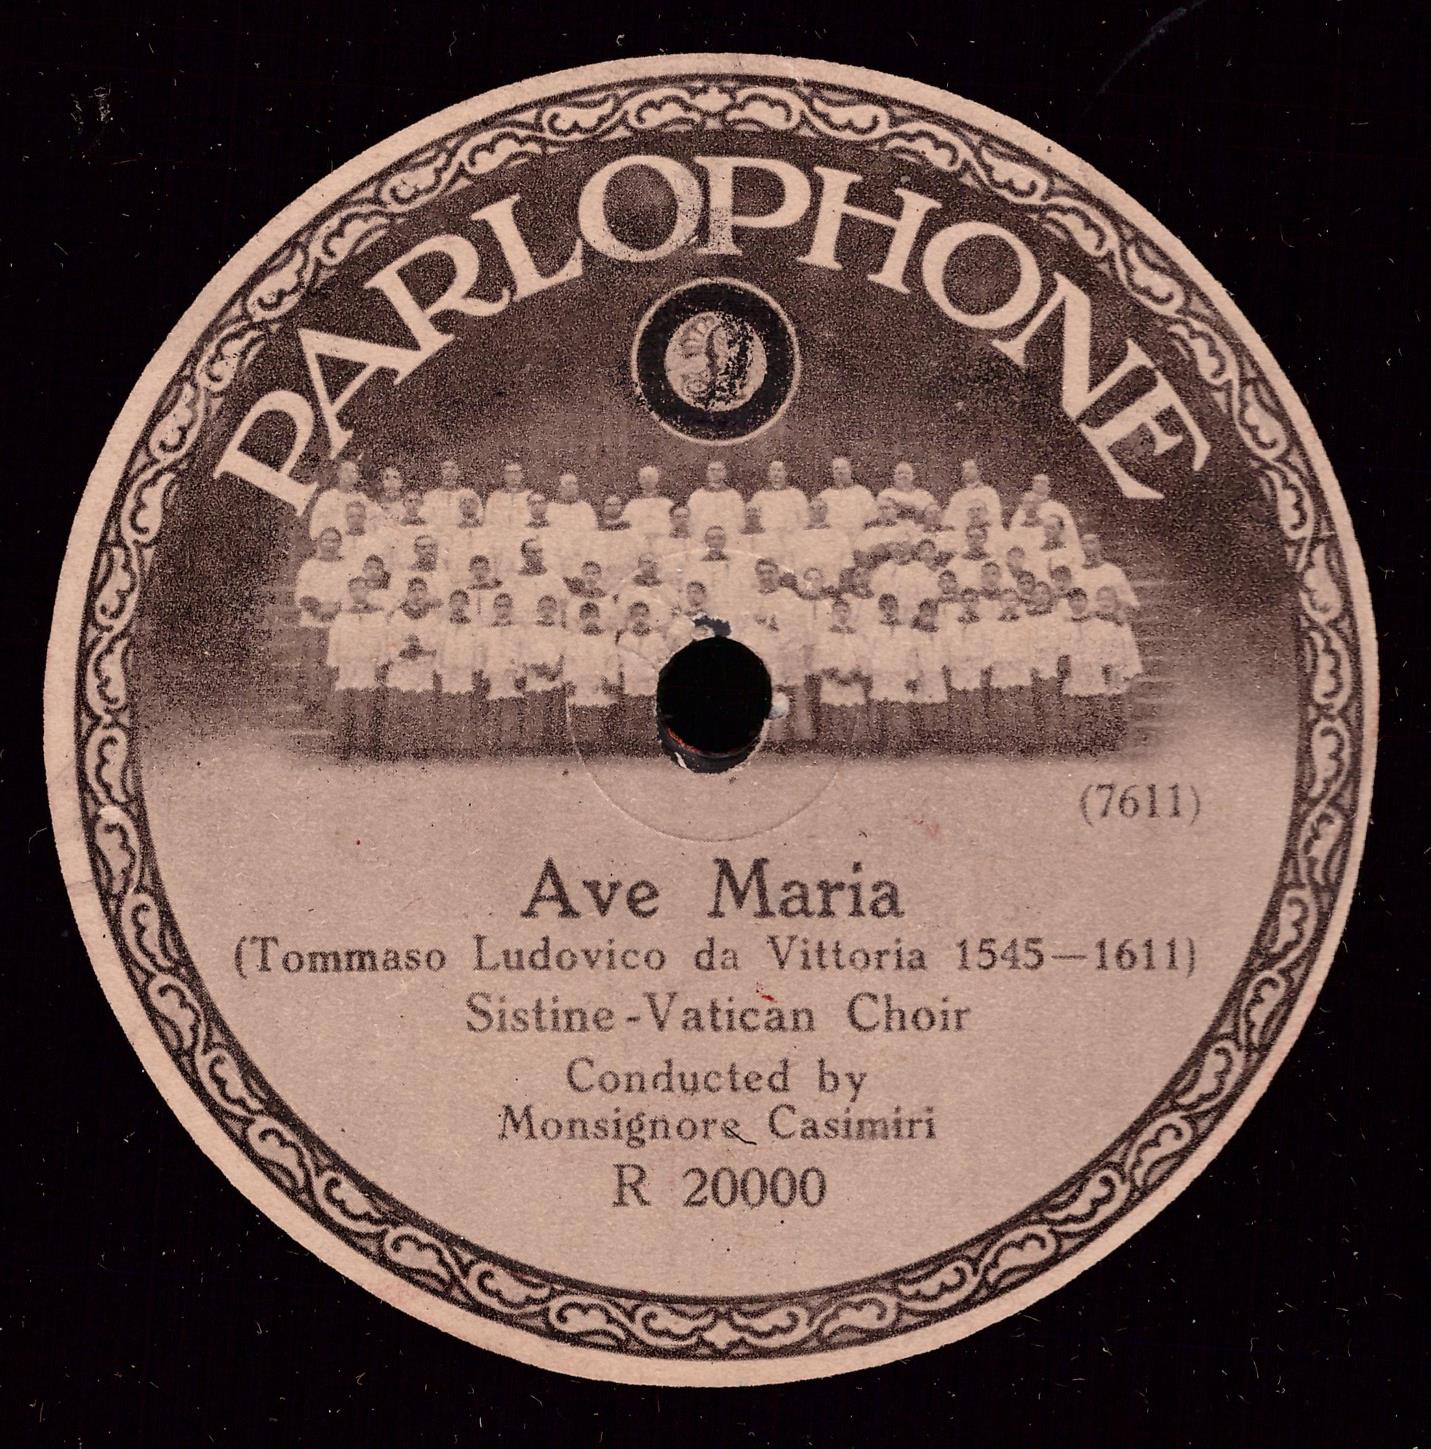 PARLOPHONE
(7611)
Ave Maria
(Tommaso Ludovico da Vittoria 1545—1611)
Sistine-Vatican Choir
Conducted by
Monsignore Casimiri
R 20000